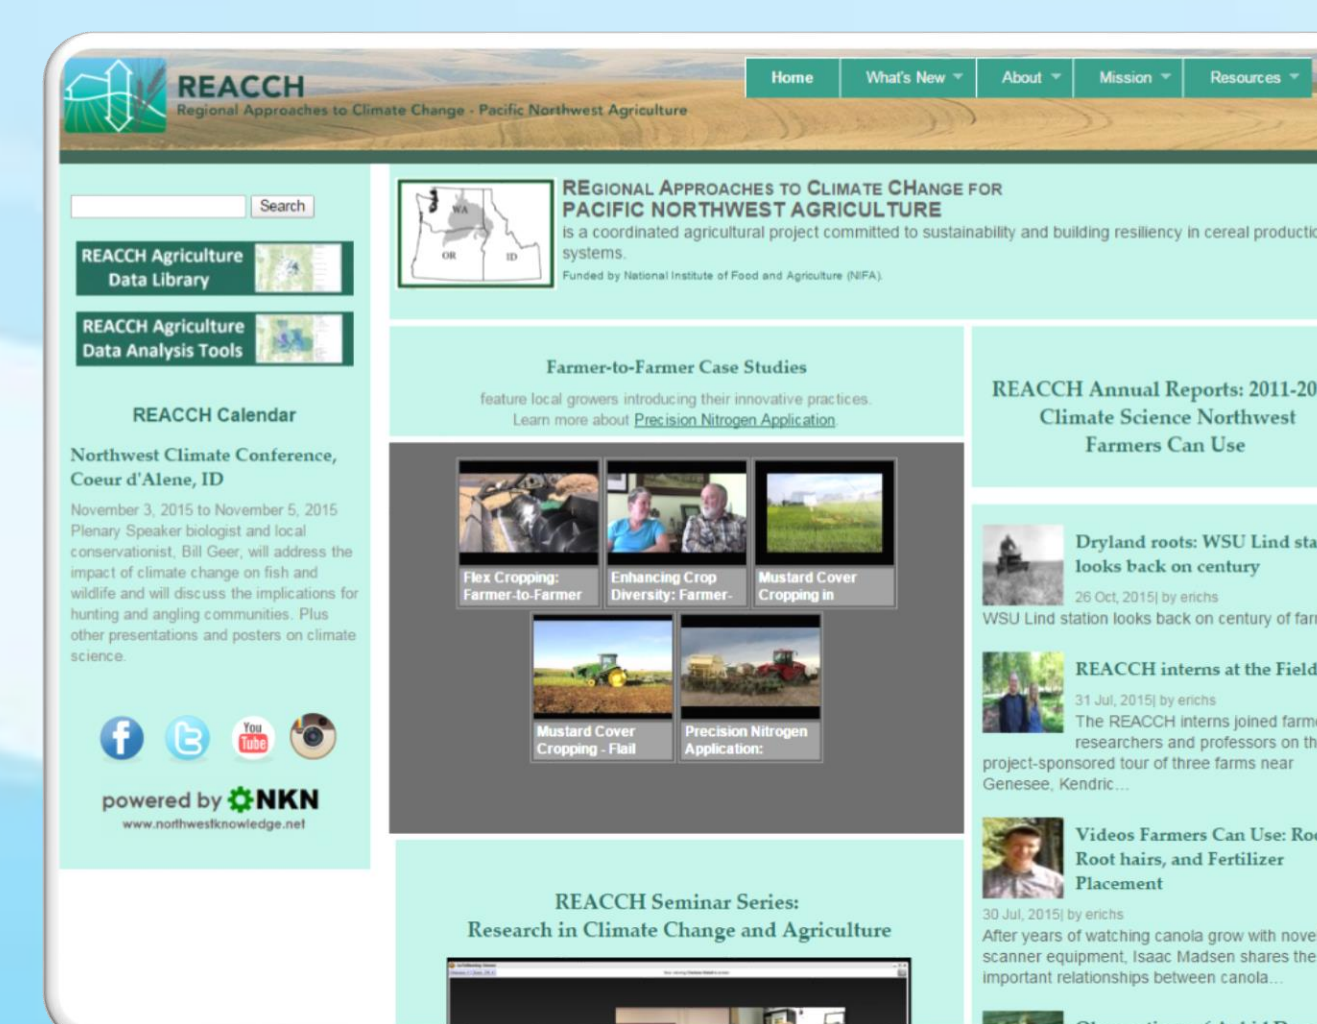 REACCH
Regional Approaches to Climate Change - Pacific Northwest Agriculture
Home
What's New
About
Mission
Resources
Search
REACCH Agriculture
Data Library
REACCH Agriculture
Data Analysis Tools
REACCH Calendar
Northwest Climate Conference,
Coeur d'Alene, ID
November 3, 2015 to November 5, 2015
Plenary Speaker biologist and local
conservationist, Bill Geer, will address the
impact of climate change on fish and
wildlife and will discuss the implications for
hunting and angling communities. Plus
other presentations and posters on climate
science.
You
Tube
powered by NKN
www.northwestknowledge.net
WA
OR
ID
REGIONAL APPROACHES TO CLIMATE CHANGE FOR
PACIFIC NORTHWEST AGRICULTURE
is a coordinated agricultural project committed to sustainability and building resiliency in cereal productio
systems.
Funded by National Institute of Food and Agriculture (NIFA).
Farmer-to-Farmer Case Studies
feature local growers introducing their innovative practices.
Learn more about Precision Nitrogen Application.
Flex Cropping:
Farmer-to-Farmer
Enhancing Crop
Diversity: Farmer-
Mustard Cover
Cropping in
Mustard Cover
Cropping - Flail
Precision Nitrogen
Application:
REACCH Seminar Series:
Research in Climate Change and Agriculture
REACCH Annual Reports: 2011-20
Climate Science Northwest
Farmers Can Use
Dryland roots: WSU Lind sta
looks back on century
26 Oct, 2015| by erichs
WSU Lind station looks back on century of far
REACCH interns at the Field
31 Jul, 2015| by erichs
The REACCH interns joined farm
researchers and professors on th
project-sponsored tour of three farms near
Genesee, Kendric...
Videos Farmers Can Use: Roo
Root hairs, and Fertilizer
Placement
30 Jul, 2015| by erichs
After years of watching canola grow with nove
scanner equipment, Isaac Madsen shares the
important relationships between canola...